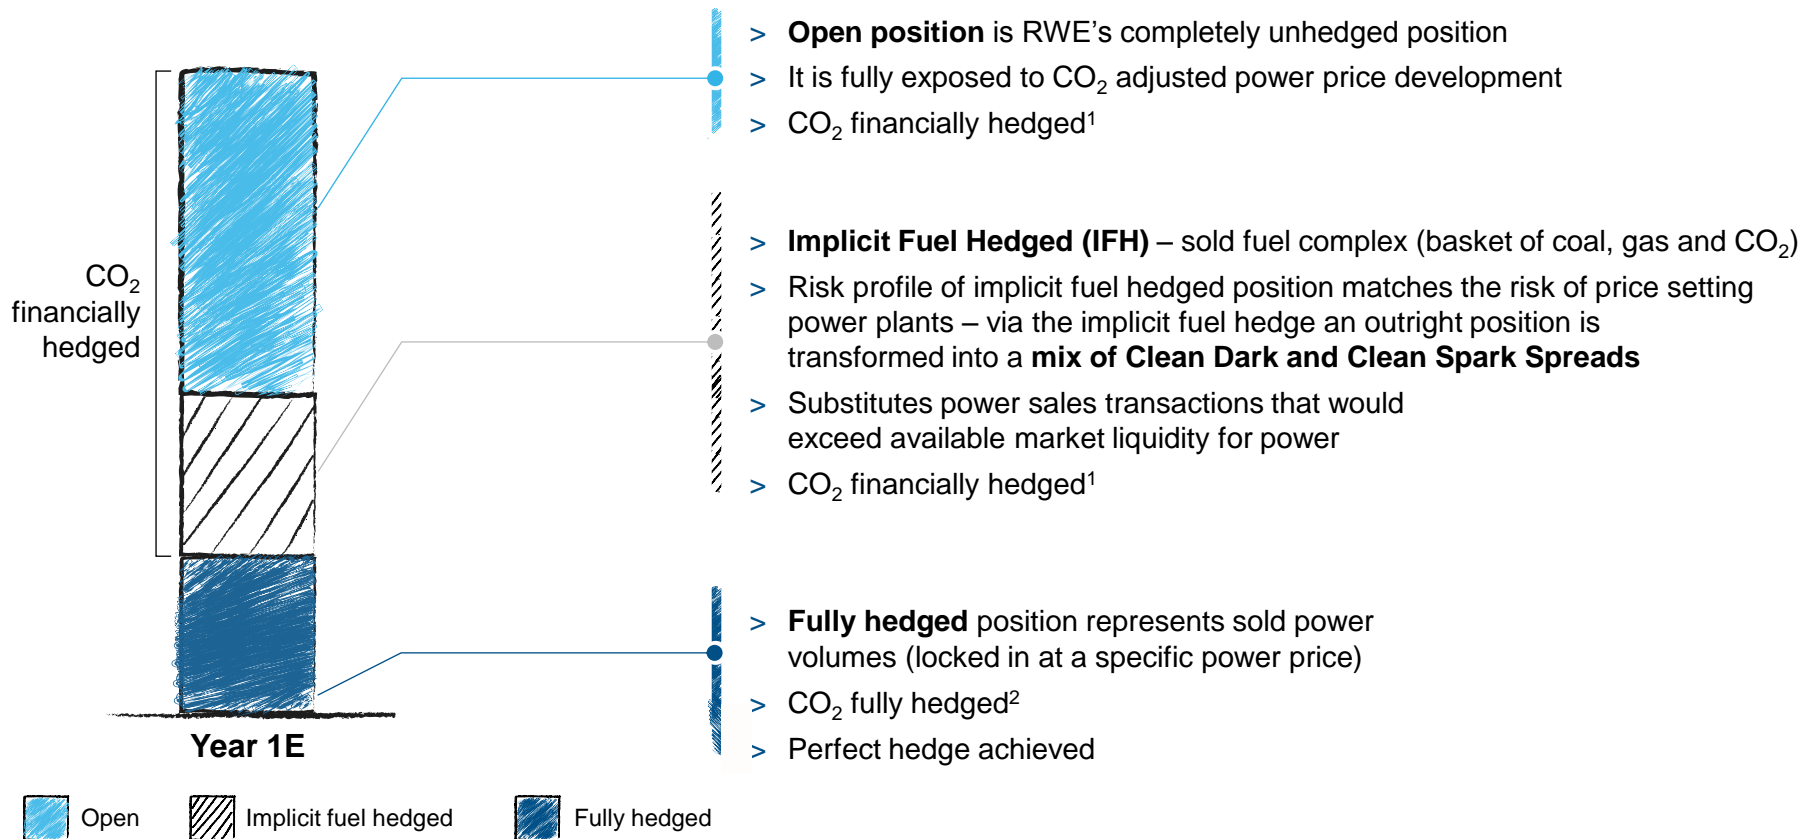 CO₂
financially
hedged
Year 1E
Open
Implicit fuel hedged
Fully hedged
> Open position is RWE’s completely unhedged position
> It is fully exposed to CO₂ adjusted power price development
> CO₂ financially hedged¹
> Implicit Fuel Hedged (IFH) – sold fuel complex (basket of coal, gas and CO₂)
> Risk profile of implicit fuel hedged position matches the risk of price setting
power plants – via the implicit fuel hedge an outright position is
transformed into a mix of Clean Dark and Clean Spark Spreads
> Substitutes power sales transactions that would
exceed available market liquidity for power
> CO₂ financially hedged¹
> Fully hedged position represents sold power
volumes (locked in at a specific power price)
> CO₂ fully hedged²
> Perfect hedge achieved